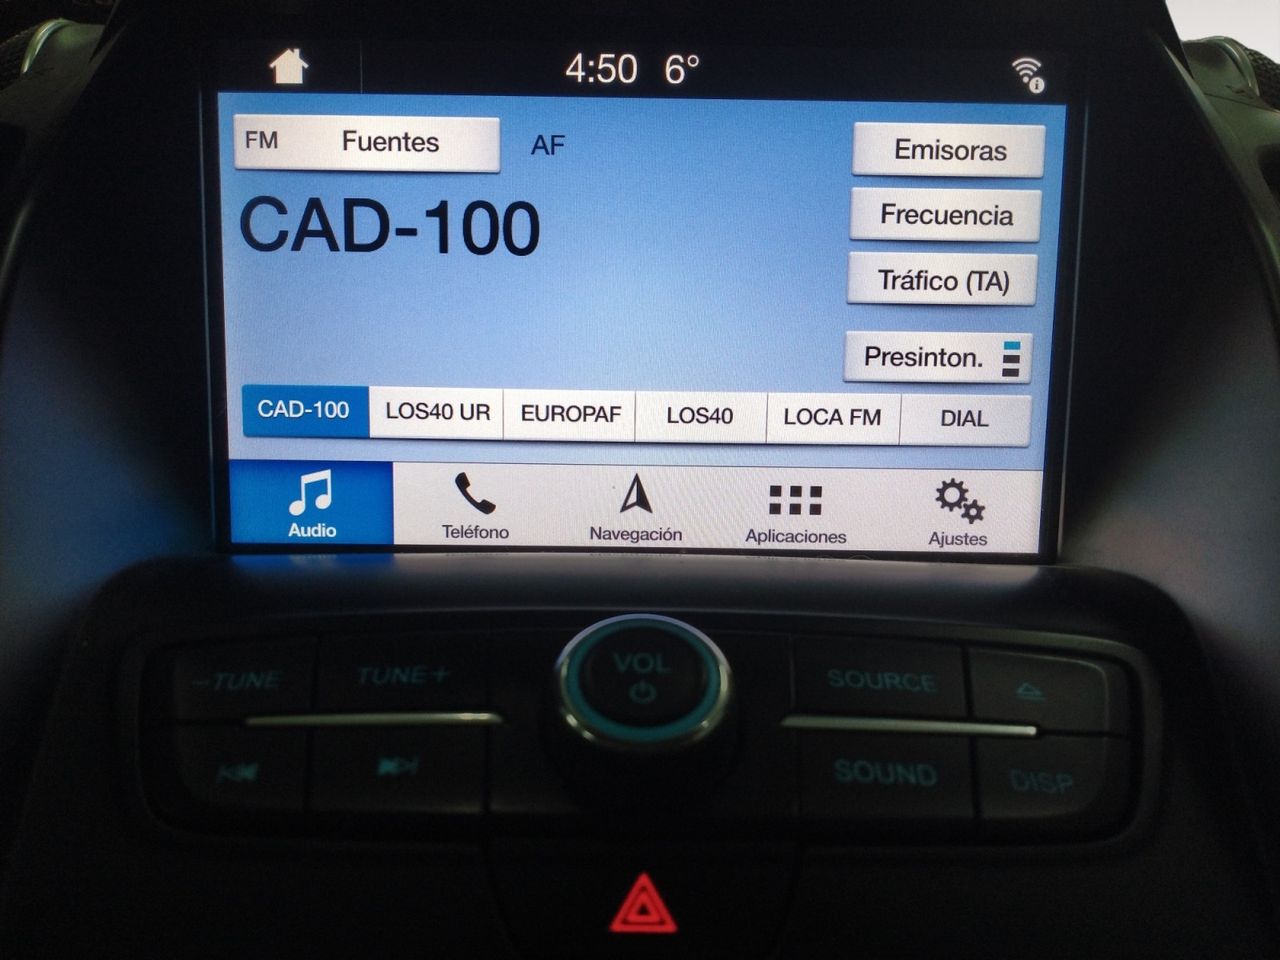 4:50 6°
FM Fuentes AF
Emisoras
CAD-100
Frecuencia
Tráfico (TA)
Presinton.
CAD-100 LOS40 UR EUROPAF LOS40 LOCA FM DIAL
Audio Teléfono Navegación Aplicaciones Ajustes
-TUNE TUNE+ VOL SOURCE
SOUND DISP